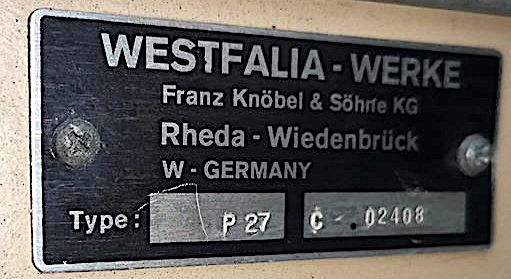 WESTFALIA - WERKE
Franz Knöbel & Söhne KG
Rheda - Wiedenbrück
W - GERMANY
Type: P 27 C - 02408